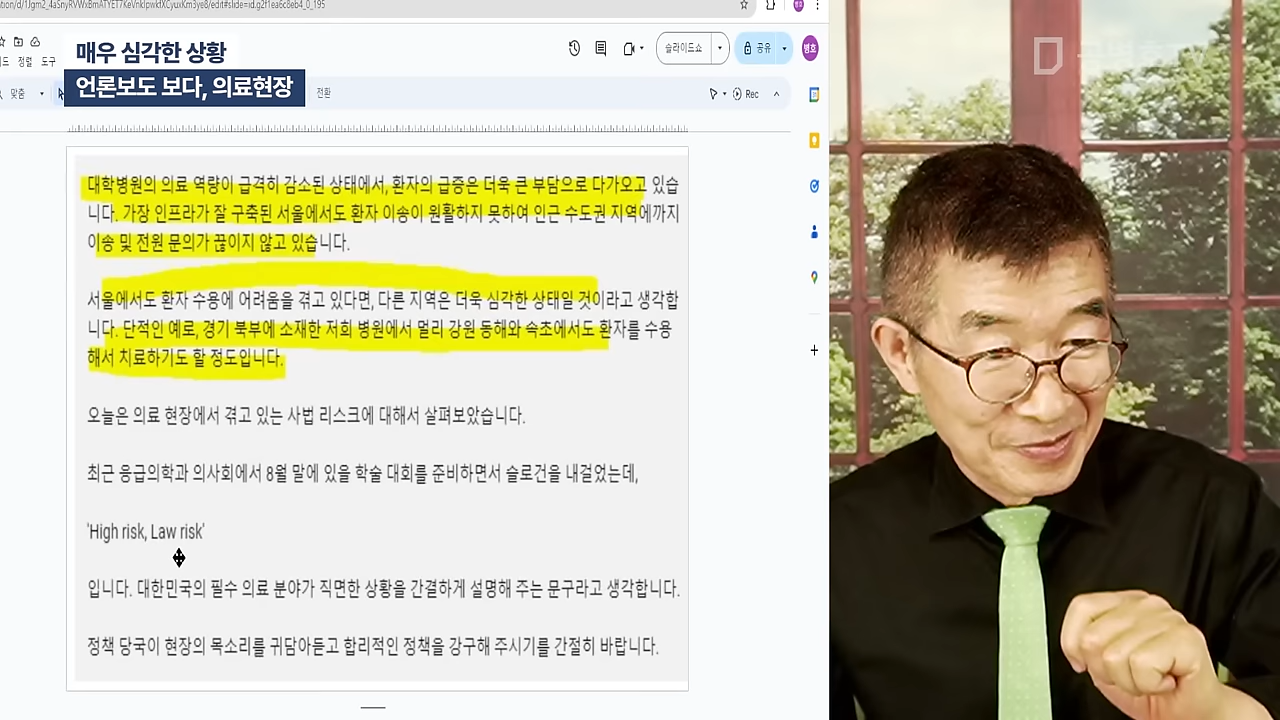 매우 심각한 상황
언론보도 보다, 의료현장
정렬
도구
슬라이드쇼
공유
병호
맞춤
전환
Rec
대학병원의 의료 역량이 급격히 감소된 상태에서, 환자의 급증은 더욱 큰 부담으로 다가오고 있습
니다. 가장 인프라가 잘 구축된 서울에서도 환자 이송이 원활하지 못하여 인근 수도권 지역에까지
이송 및 전원 문의가 끊이지 않고 있습니다.
서울에서도 환자 수용에 어려움을 겪고 있다면, 다른 지역은 더욱 심각한 상태일 것이라고 생각합
니다. 단적인 예로, 경기 북부에 소재한 저희 병원에서 멀리 강원 동해와 속초에서도 환자를 수용
해서 치료하기도 할 정도입니다.
오늘은 의료 현장에서 겪고 있는 사법 리스크에 대해서 살펴보았습니다.
최근 응급의학과 의사회에서 8월 말에 있을 학술 대회를 준비하면서 슬로건을 내걸었는데,
'High risk, Law risk'
입니다. 대한민국의 필수 의료 분야가 직면한 상황을 간결하게 설명해 주는 문구라고 생각합니다.
정책 당국이 현장의 목소리를 귀담아듣고 합리적인 정책을 강구해 주시기를 간절히 바랍니다.